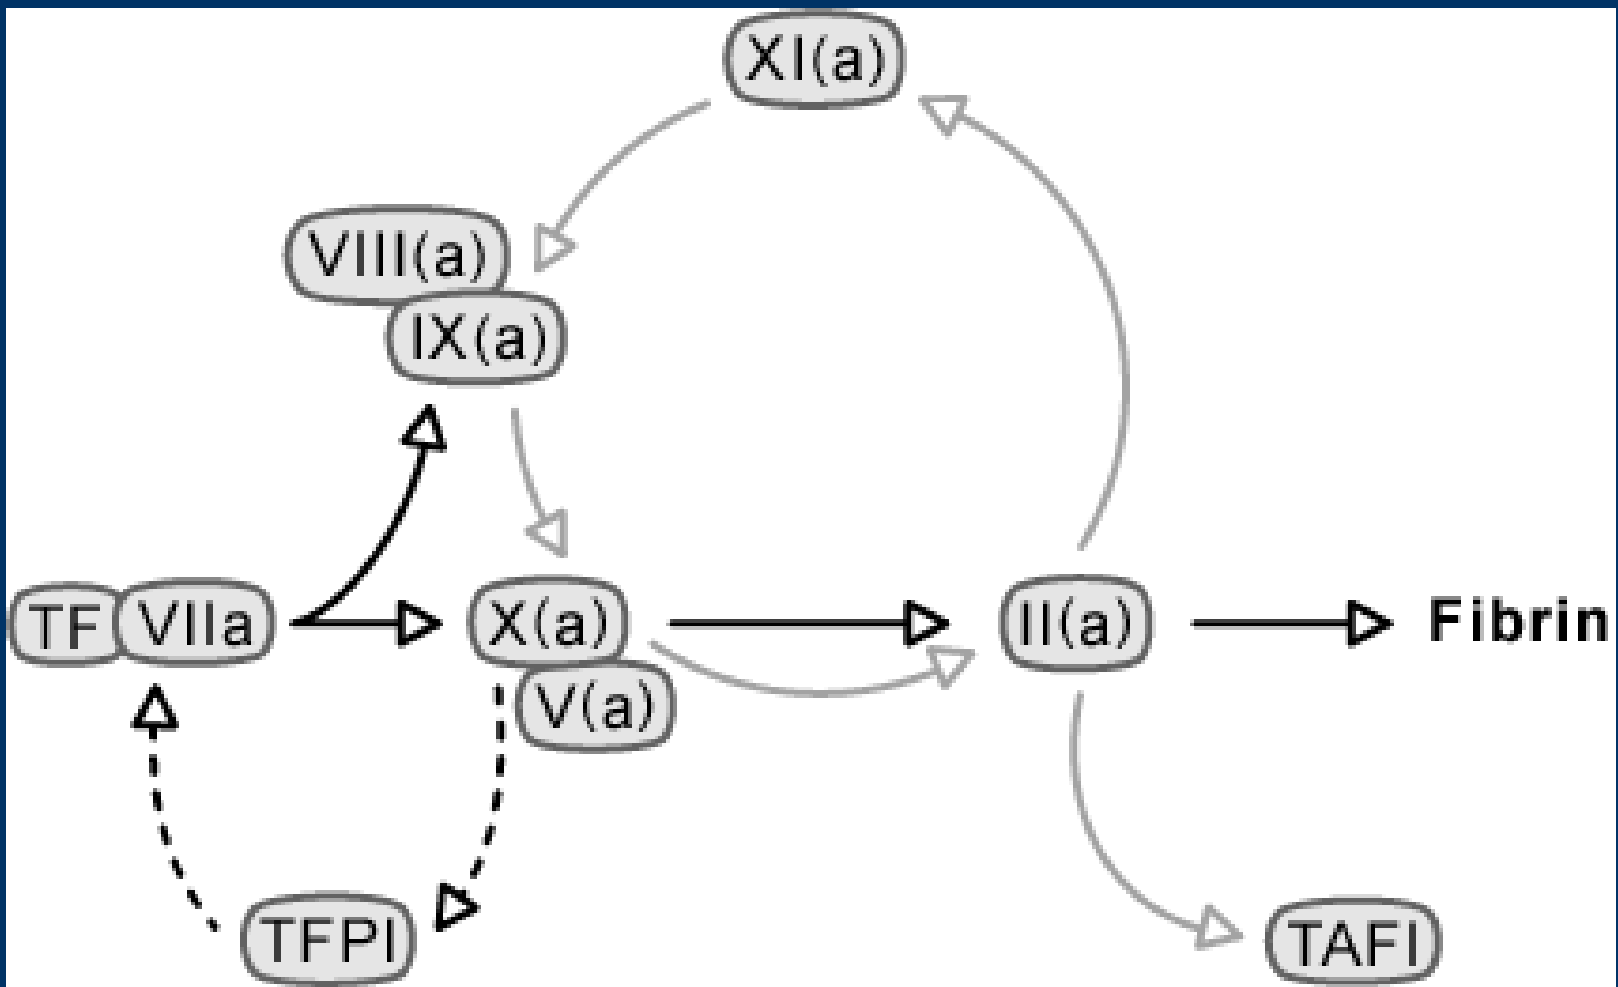 XI(a)
VIII(a)
IX(a)
TF VIIa
X(a)
II(a)
Fibrin
V(a)
TFPI
TAFI